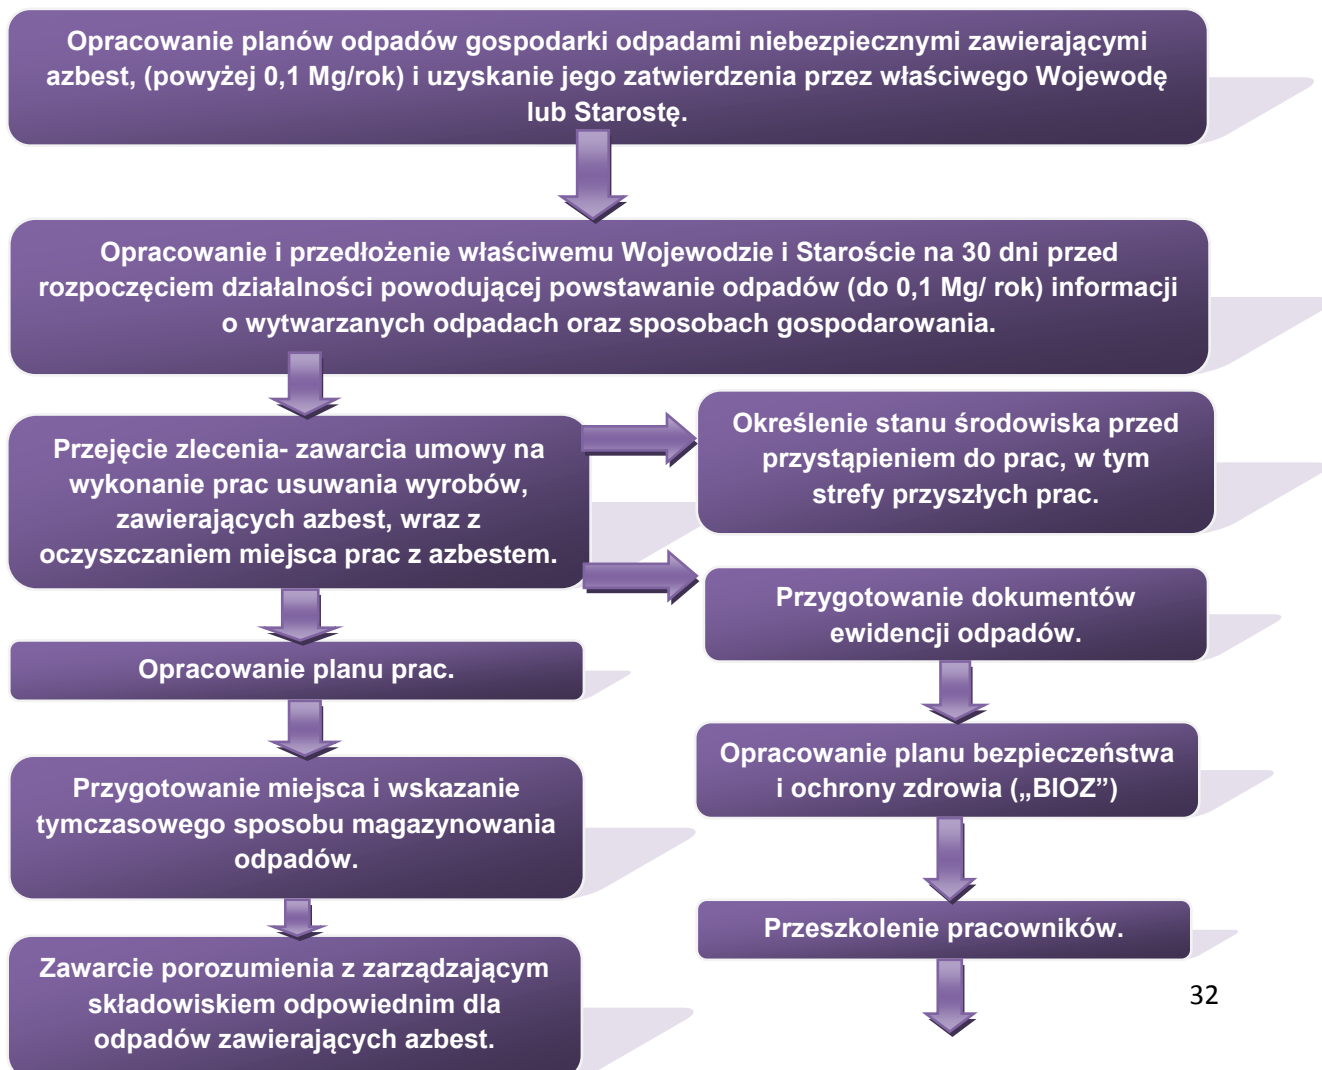 Opracowanie planów odpadów gospodarki odpadami niebezpiecznymi zawierającymi
azbest, (powyżej 0,1 Mg/rok) i uzyskanie jego zatwierdzenia przez właściwego Wojewodę
lub Starostę.
Opracowanie i przedłożenie właściwemu Wojewodzie i Staroście na 30 dni przed
rozpoczęciem działalności powodującej powstawanie odpadów (do 0,1 Mg/ rok) informacji
o wytwarzanych odpadach oraz sposobach gospodarowania.
Przejęcie zlecenia- zawarcia umowy na
wykonanie prac usuwania wyrobów,
zawierających azbest, wraz z
oczyszczaniem miejsca prac z azbestem.
Określenie stanu środowiska przed
przystąpieniem do prac, w tym
strefy przyszłych prac.
Przygotowanie dokumentów
ewidencji odpadów.
Opracowanie planu prac.
Opracowanie planu bezpieczeństwa
i ochrony zdrowia („BIOZ”)
Przygotowanie miejsca i wskazanie
tymczasowego sposobu magazynowania
odpadów.
Przeszkolenie pracowników.
Zawarcie porozumienia z zarządzającym
składowiskiem odpowiednim dla
odpadów zawierających azbest.
32